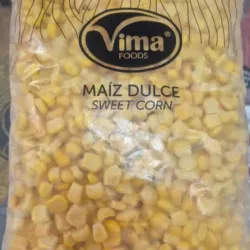 Vima
FOODS
MAÍZ DULCE
SWEET CORN